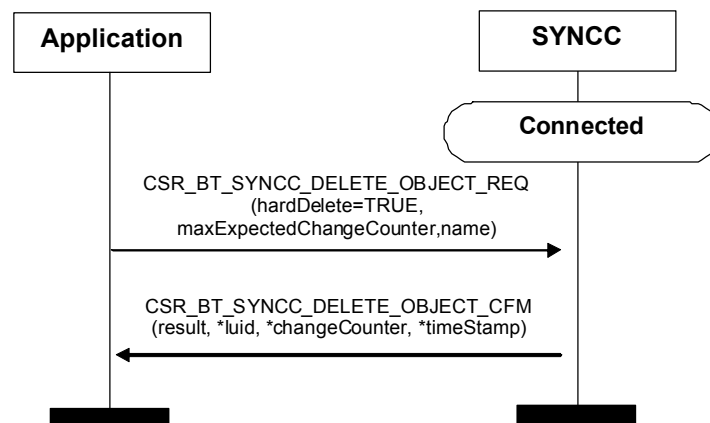 Application
SYNCC
Connected
CSR_BT_SYNCC_DELETE_OBJECT_REQ
(hardDelete=TRUE,
maxExpectedChangeCounter,name)
CSR_BT_SYNCC_DELETE_OBJECT_CFM
(result, *luid, *changeCounter, *timeStamp)